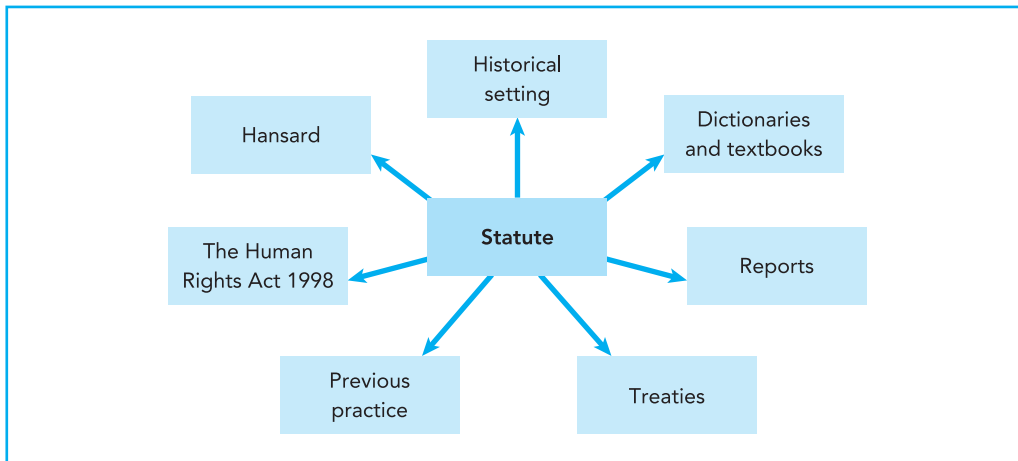 Historical
setting
Hansard
Dictionaries
and textbooks
Statute
The Human
Rights Act 1998
Reports
Previous
practice
Treaties